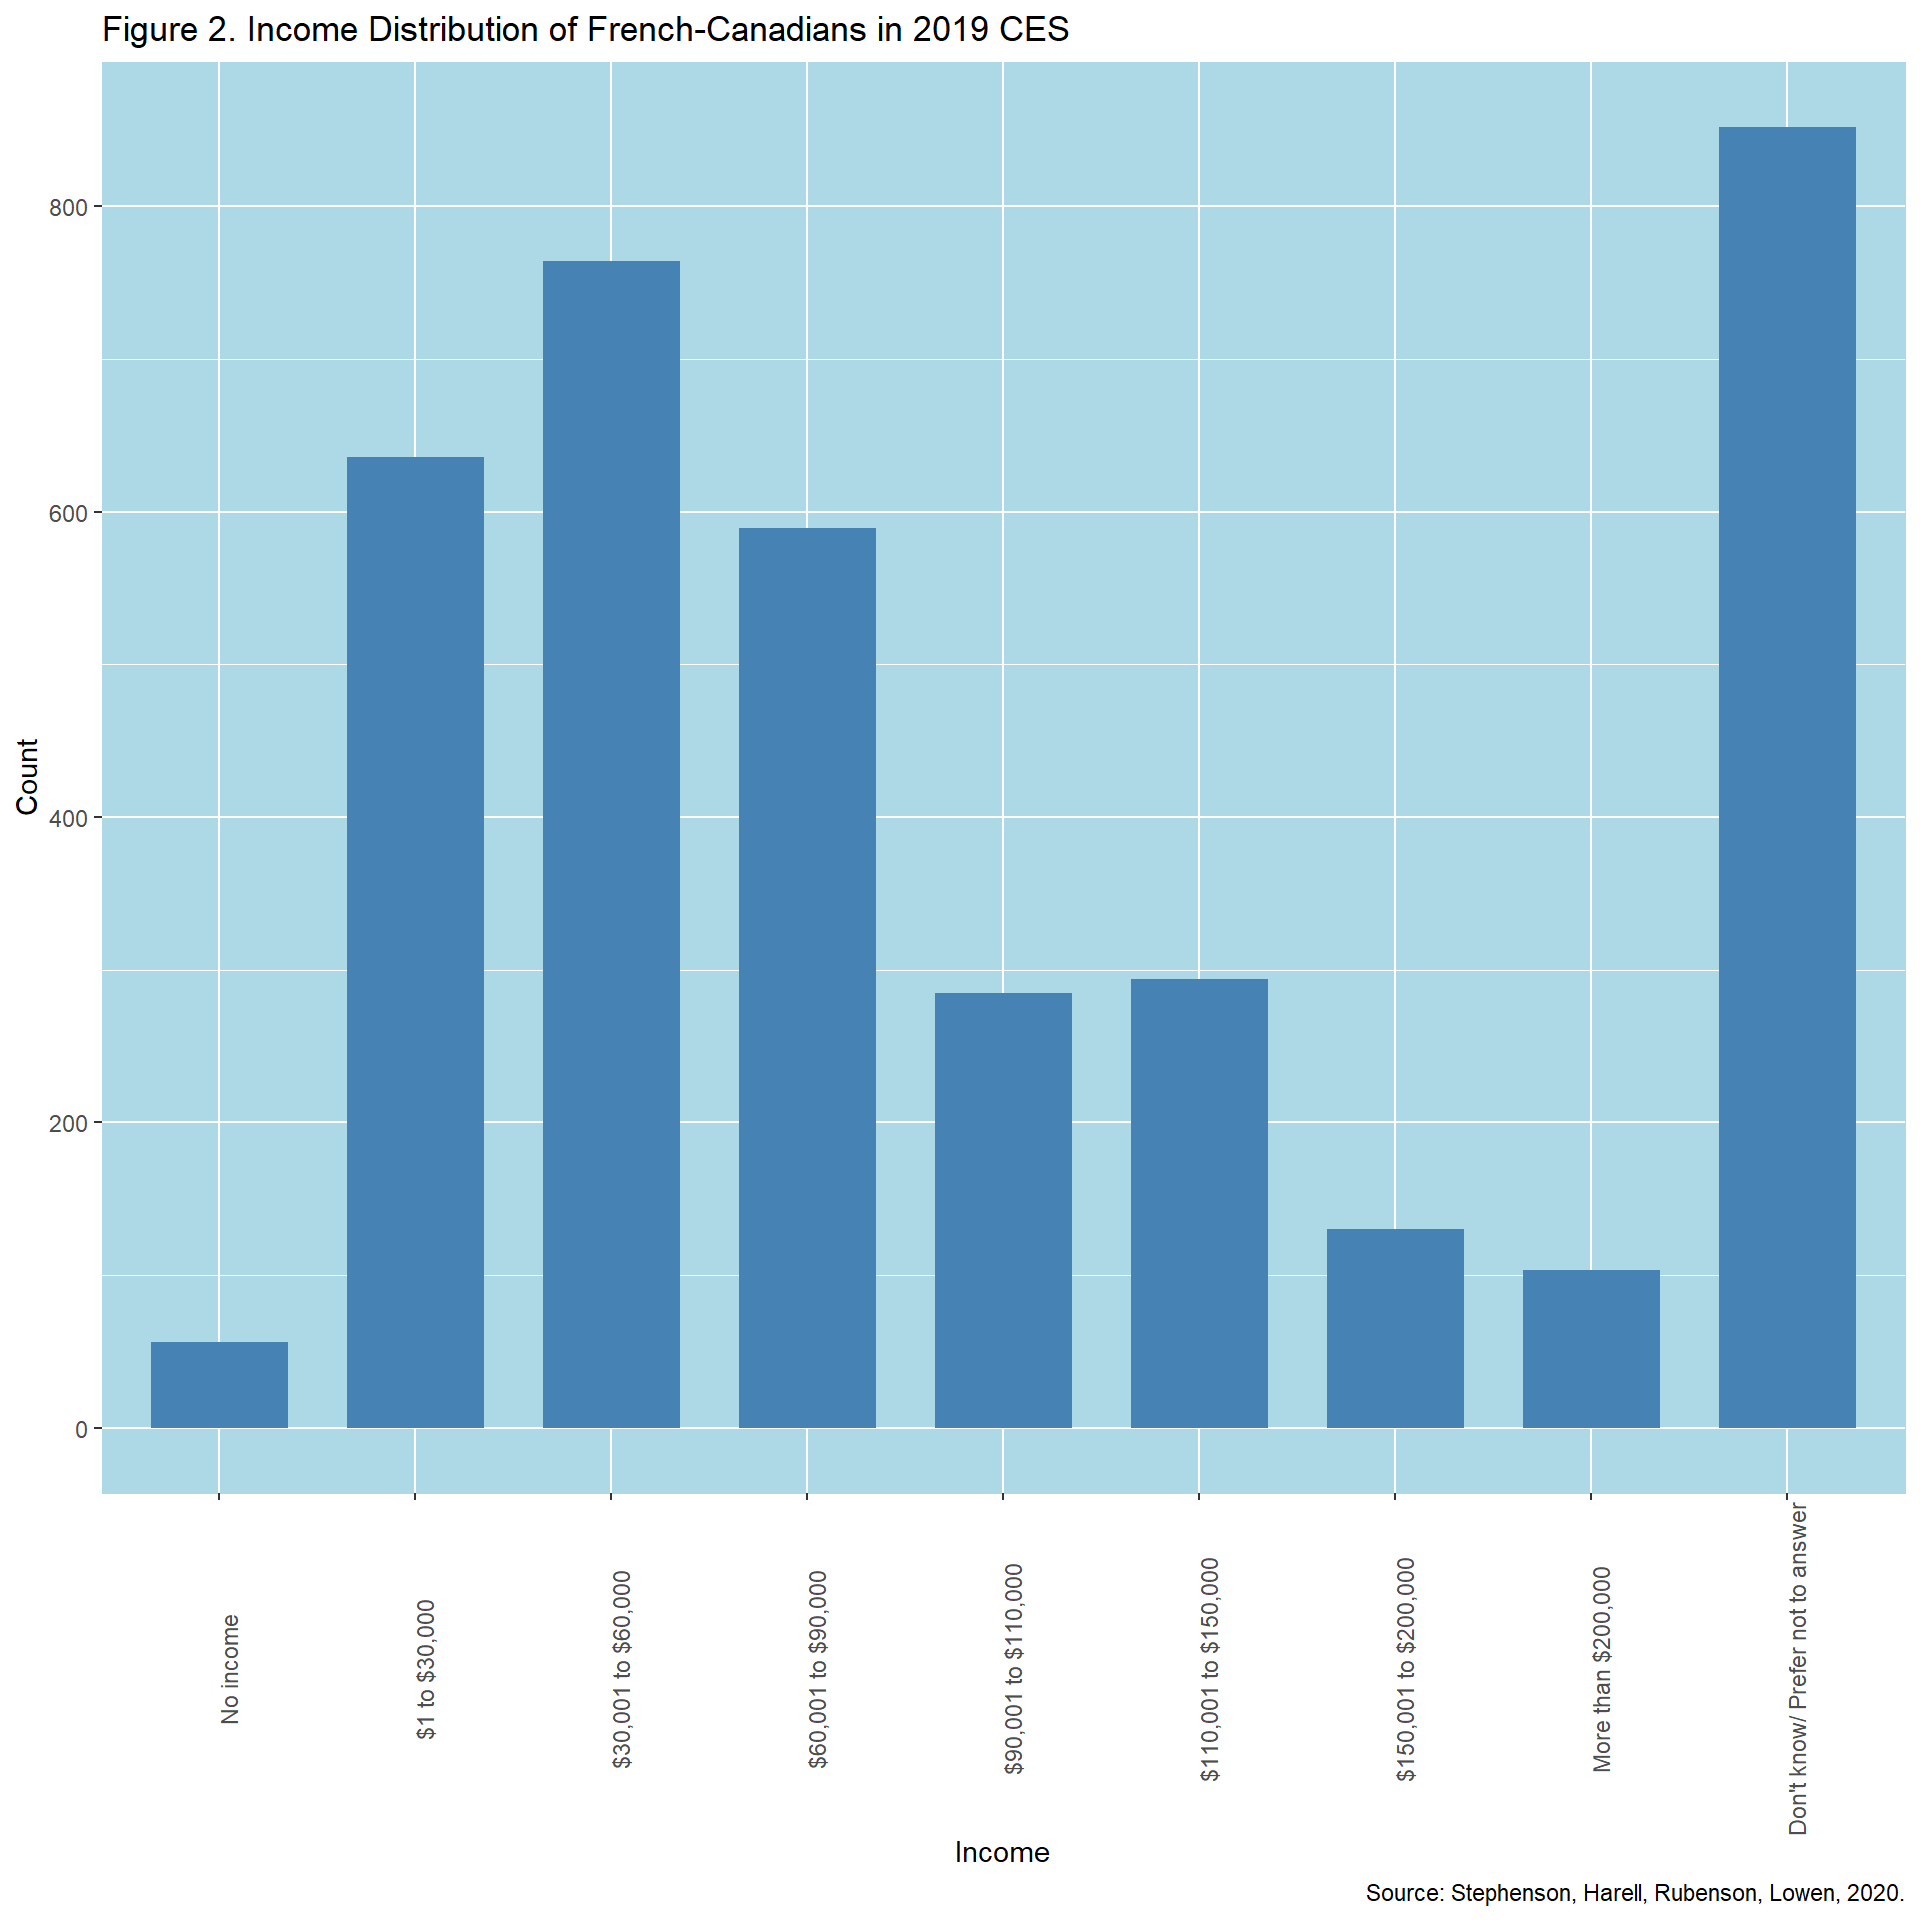 Figure 2. Income Distribution of French-Canadians in 2019 CES
Count
800
600
400
200
0
No income
$1 to $30,000
$30,001 to $60,000
$60,001 to $90,000
$90,001 to $110,000
$110,001 to $150,000
$150,001 to $200,000
More than $200,000
Don't know/ Prefer not to answer
Income
Source: Stephenson, Harell, Rubenson, Lowen, 2020.